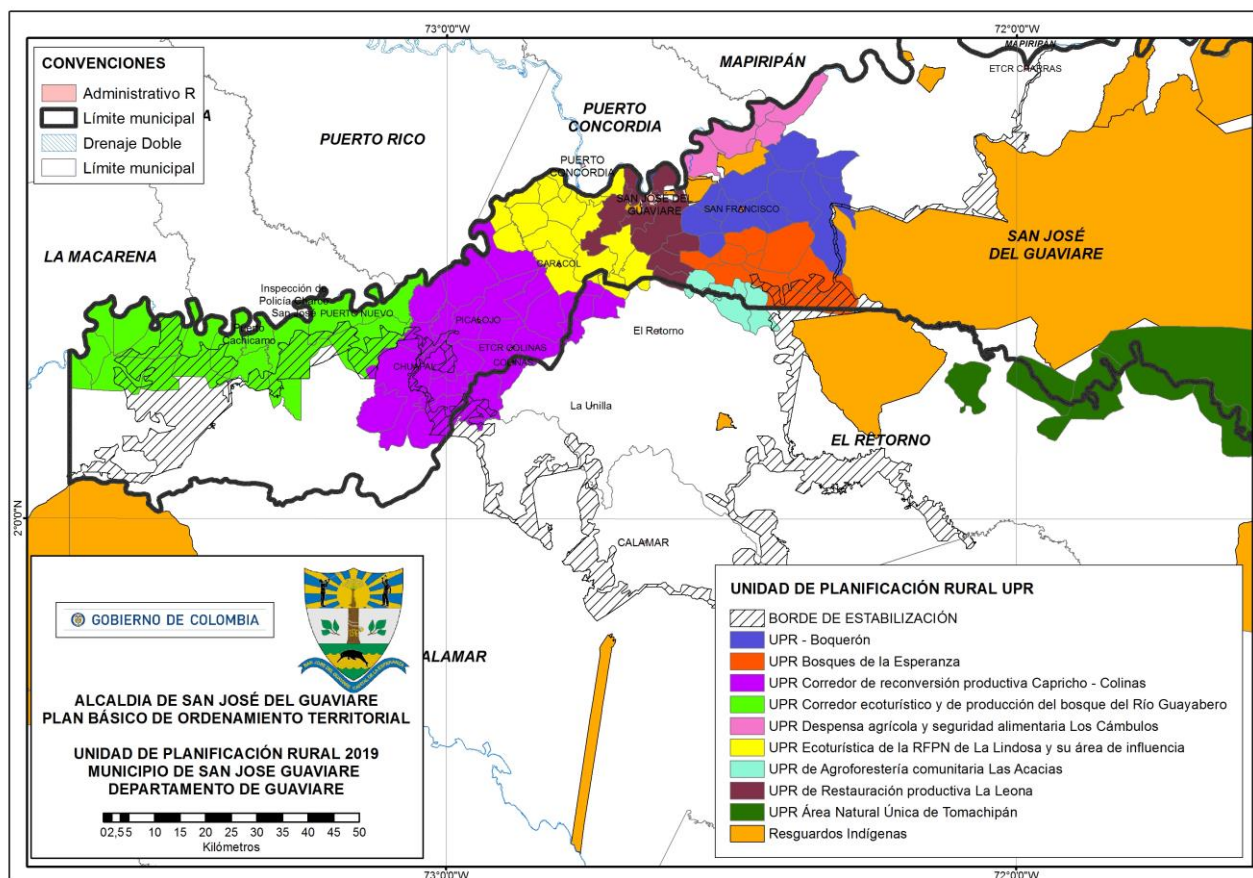 73°0'0"W
72°0'0"W
CONVENCIONES
Administrativo R
Límite municipal
Drenaje Doble
Límite municipal
A
MAPIRIPÁN
MAPIRIPÁN
ETCR CHARRAS
PUERTO RICO
PUERTO
CONCORDIA
PUERTO
CONCORDIA
SAN JOSÉ DEL
GUAVIARE
SAN FRANCISCO
SAN JOSÉ
DEL GUAVIARE
LA MACARENA
CARACOL
Inspección de
Policía Charco
San José
PUERTO NUEVO
Cachicamo
PICALOJO
El Retorno
ETCR COLINAS
COLINAS
CHUAPAL
La Unilla
EL RETORNO
2°0'0"N
CALAMAR
ALAMAR
GOBIERNO DE COLOMBIA
ALCALDIA DE SAN JOSÉ DEL GUAVIARE
PLAN BÁSICO DE ORDENAMIENTO TERRITORIAL
UNIDAD DE PLANIFICACIÓN RURAL 2019
MUNICIPIO DE SAN JOSE GUAVIARE
DEPARTAMENTO DE GUAVIARE
02,55 10 15 20 25 30 35 40 45 50
Kilómetros
UNIDAD DE PLANIFICACIÓN RURAL UPR
BORDE DE ESTABILIZACIÓN
UPR - Boquerón
UPR Bosques de la Esperanza
UPR Corredor de reconversión productiva Capricho - Colinas
UPR Corredor ecoturístico y de producción del bosque del Río Guayabero
UPR Despensa agrícola y seguridad alimentaria Los Cámbulos
UPR Ecoturística de la RFPN de La Lindosa y su área de influencia
UPR de Agroforestería comunitaria Las Acacias
UPR de Restauración productiva La Leona
UPR Área Natural Única de Tomachipán
Resguardos Indígenas
73°0'0"W
72°0'0"W